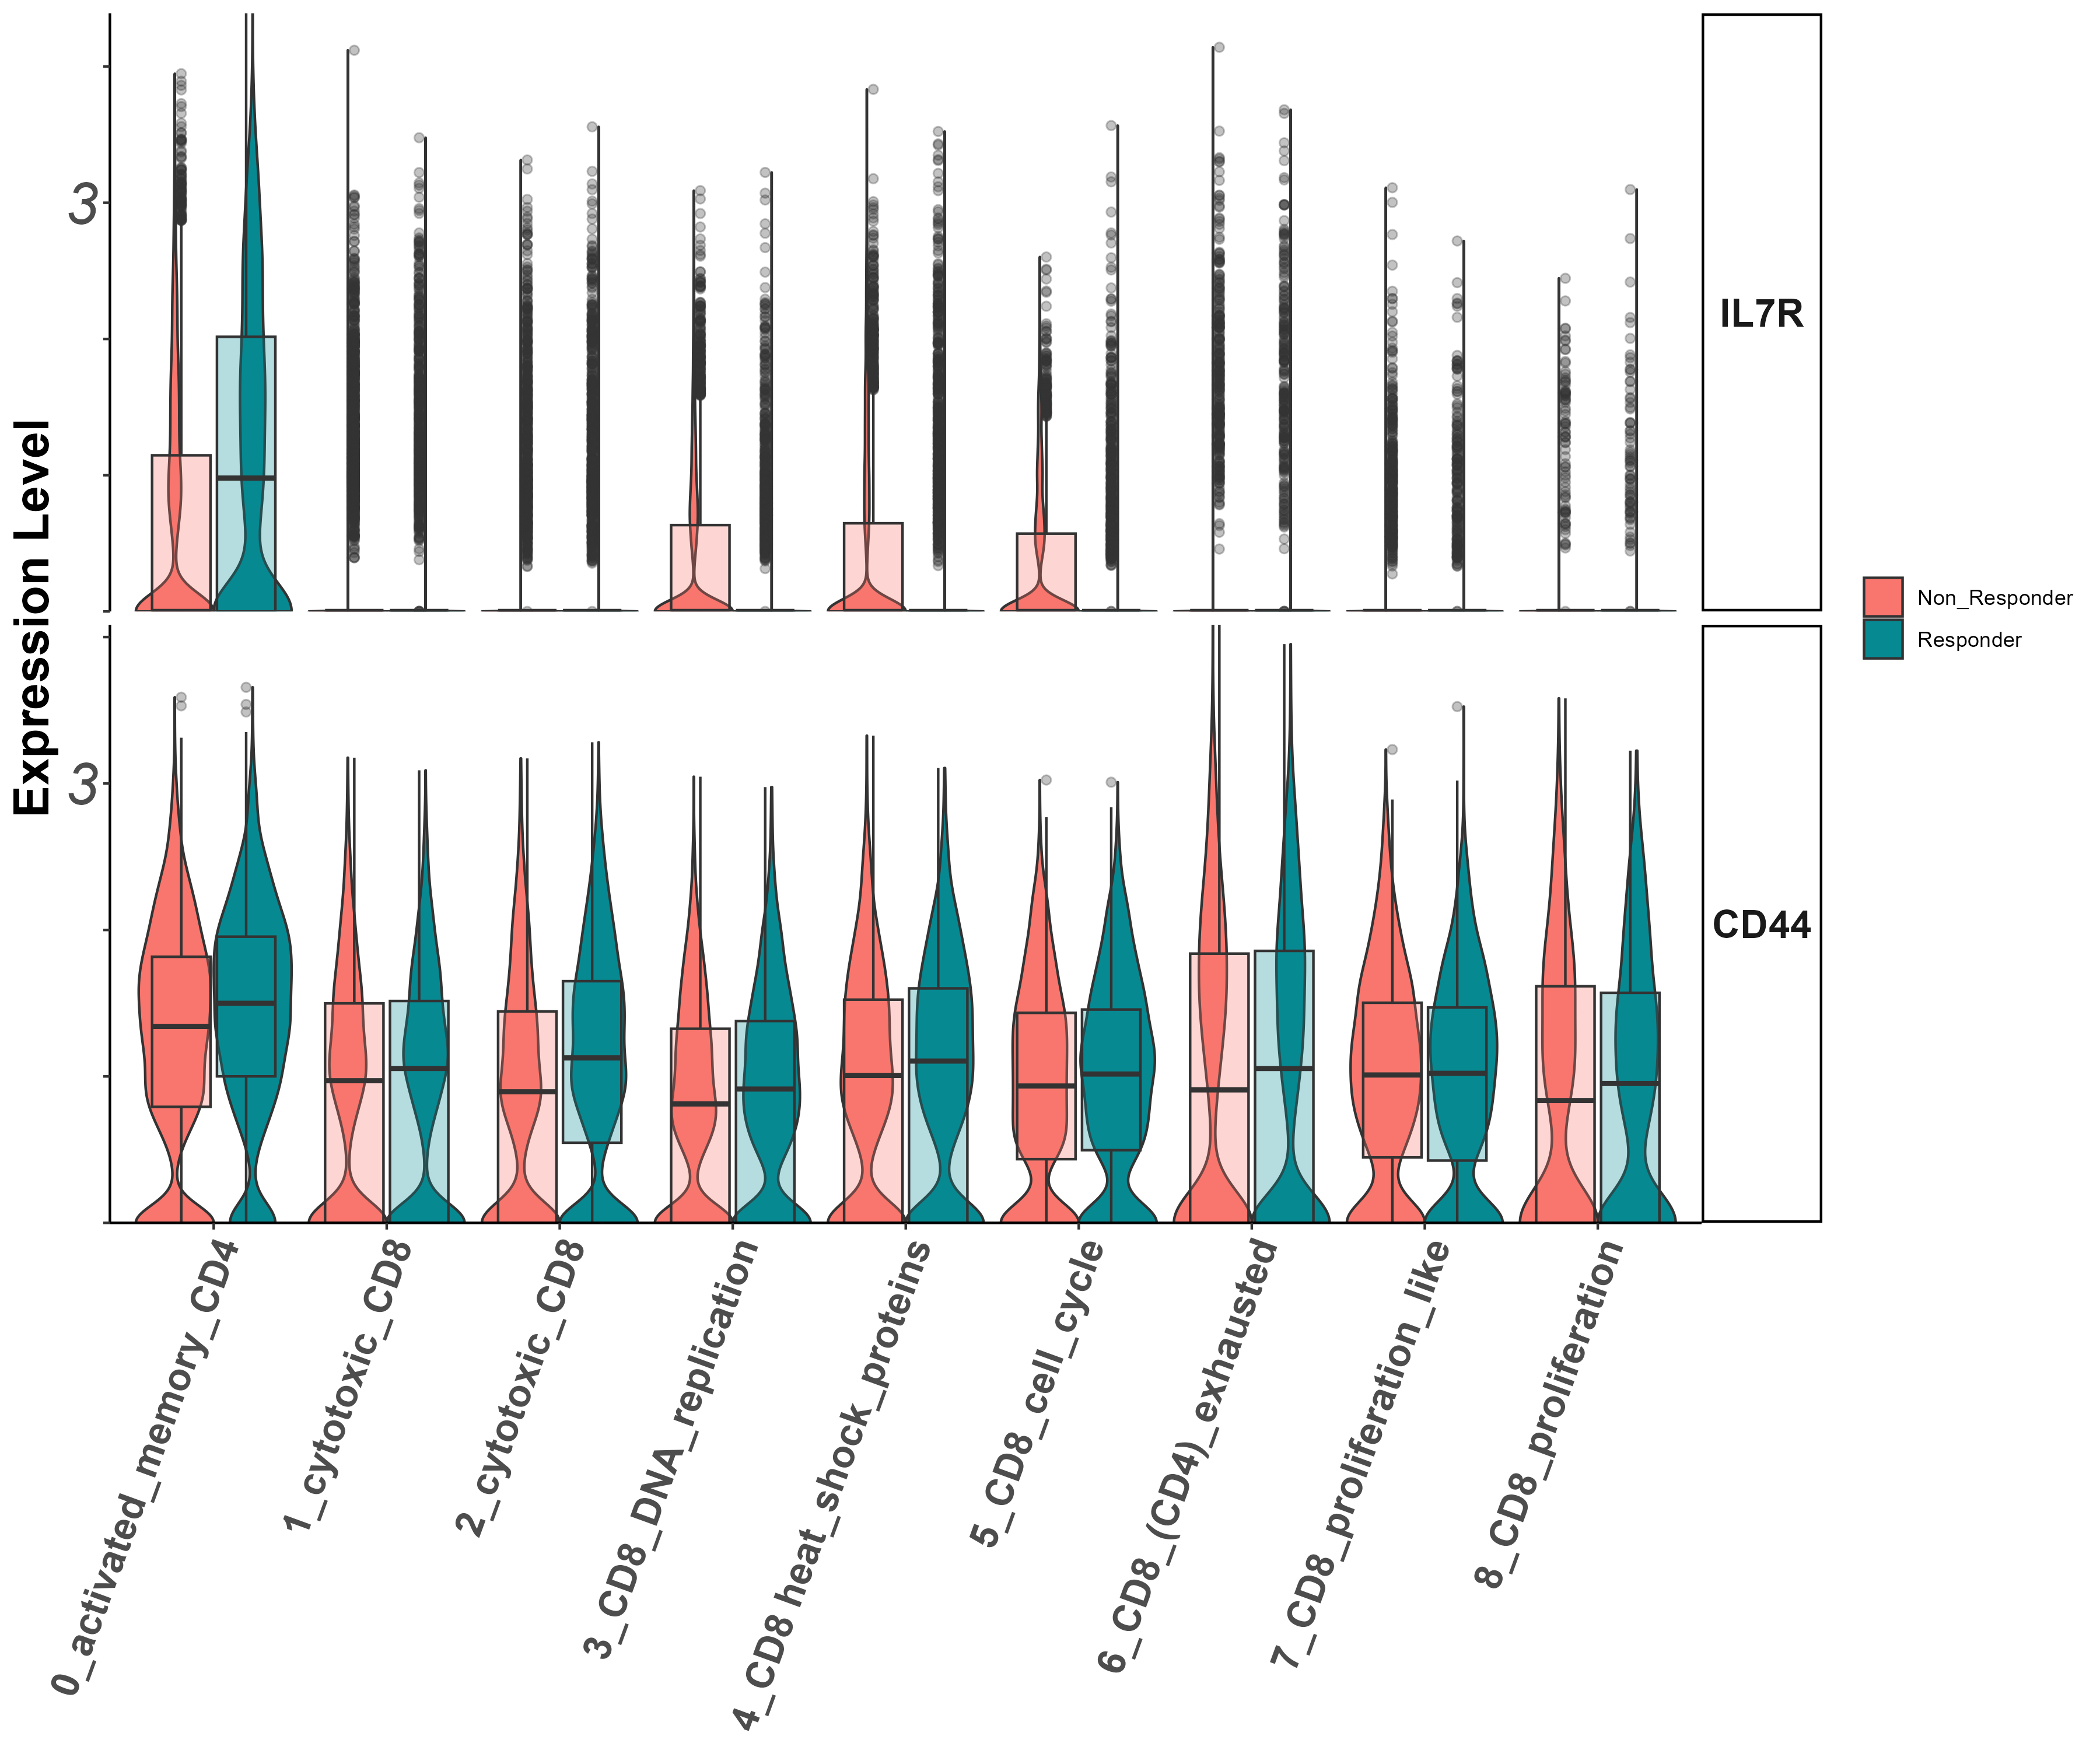 Expression Level
3
IL7R
3
CD44
Non_Responder
Responder
0_activated_memory_CD4
1_cytotoxic_CD8
2_cytotoxic_CD8
3_CD8_DNA_replication
4_CD8 heat_shock_proteins
5_CD8_cell_cycle
6_CD8_(CD4)_exhausted
7_CD8_proliferation_like
8_CD8_proliferation